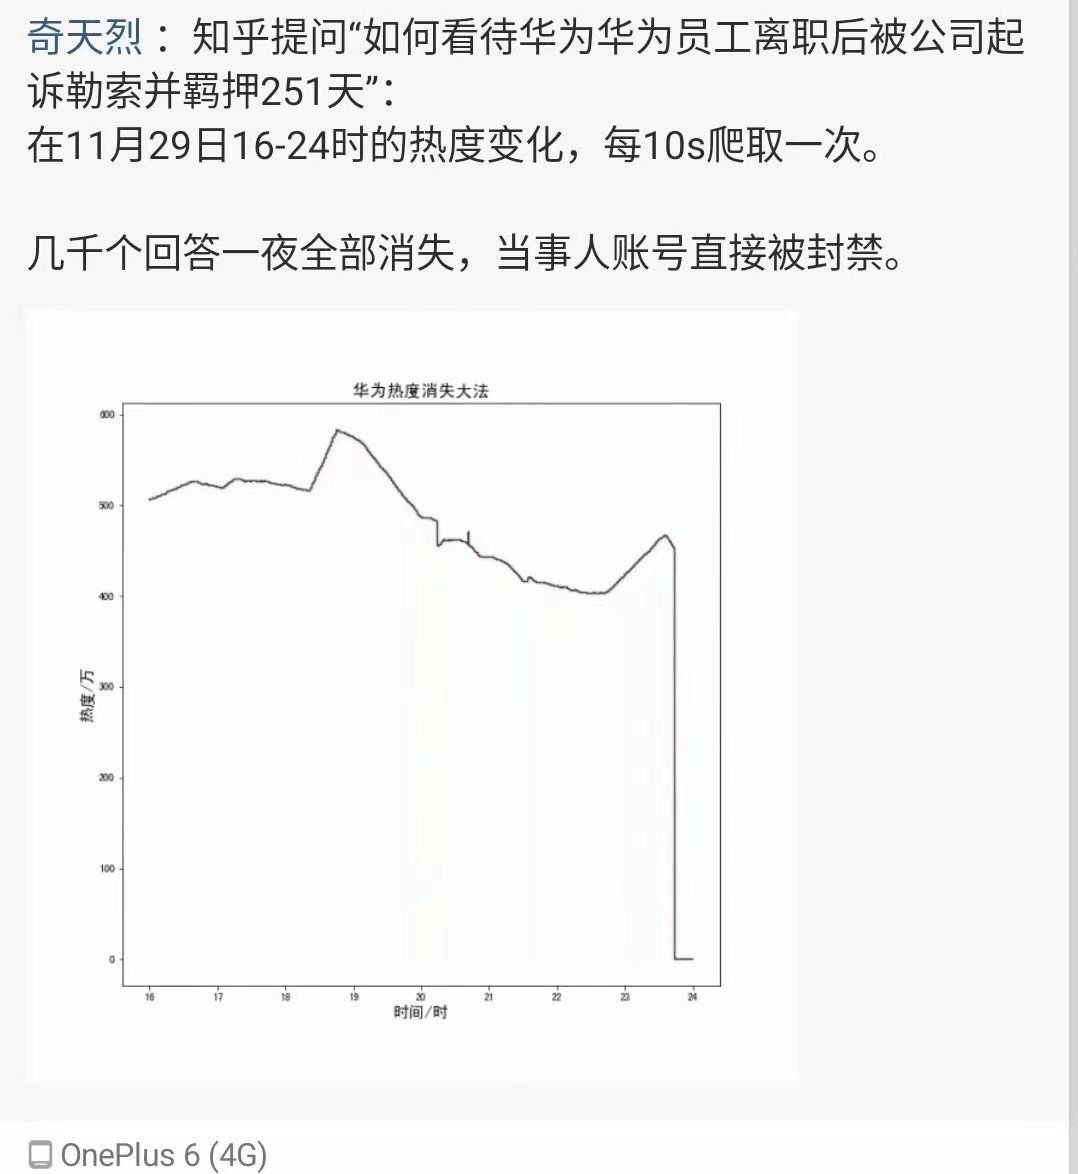 奇天烈：知乎提问“如何看待华为华为员工离职后被公司起
诉勒索并羁押251天”：
在11月29日16-24时的热度变化，每10s爬取一次。
几千个回答一夜全部消失，当事人账号直接被封禁。
华为热度消失大法
600
500
400
300
200
100
0
热度/万
16 17 18 19 20 21 22 23 24
时间/时
OnePlus 6 (4G)